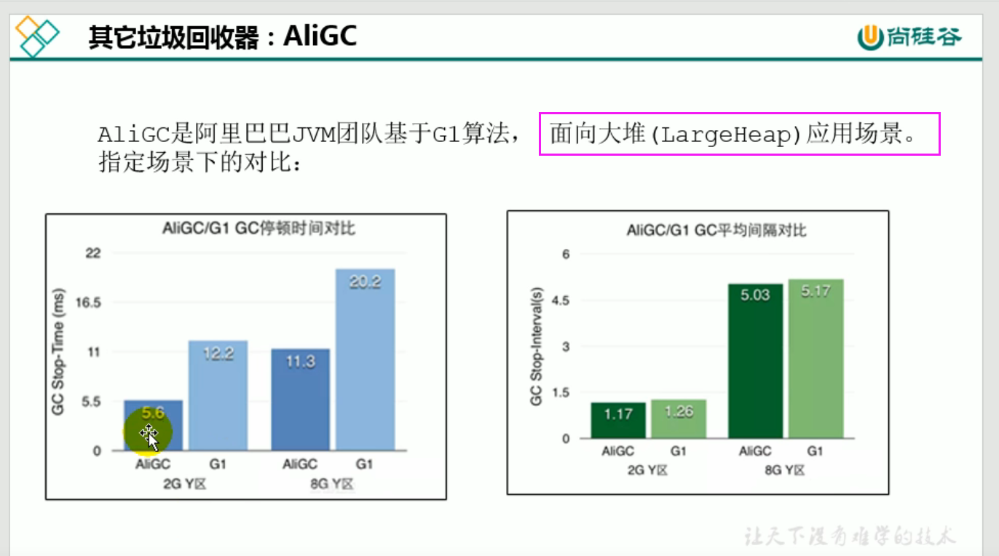 其它垃圾回收器：AliGC
尚硅谷
AliGC是阿里巴巴JVM团队基于G1算法， 面向大堆(LargeHeap)应用场景。
指定场景下的对比：
AliGC/G1 GC停顿时间对比
22
16.5
11
5.5
0
GC Stop-Time (ms)
5.6
12.2
11.3
20.2
AliGC G1 AliGC G1
2G Y区 8G Y区
AliGC/G1 GC平均间隔对比
6
4.5
3
1.5
0
GC Stop-Interval(s)
1.17
1.26
5.03
5.17
AliGC G1 AliGC G1
2G Y区 8G Y区
让天下没有难学的技术